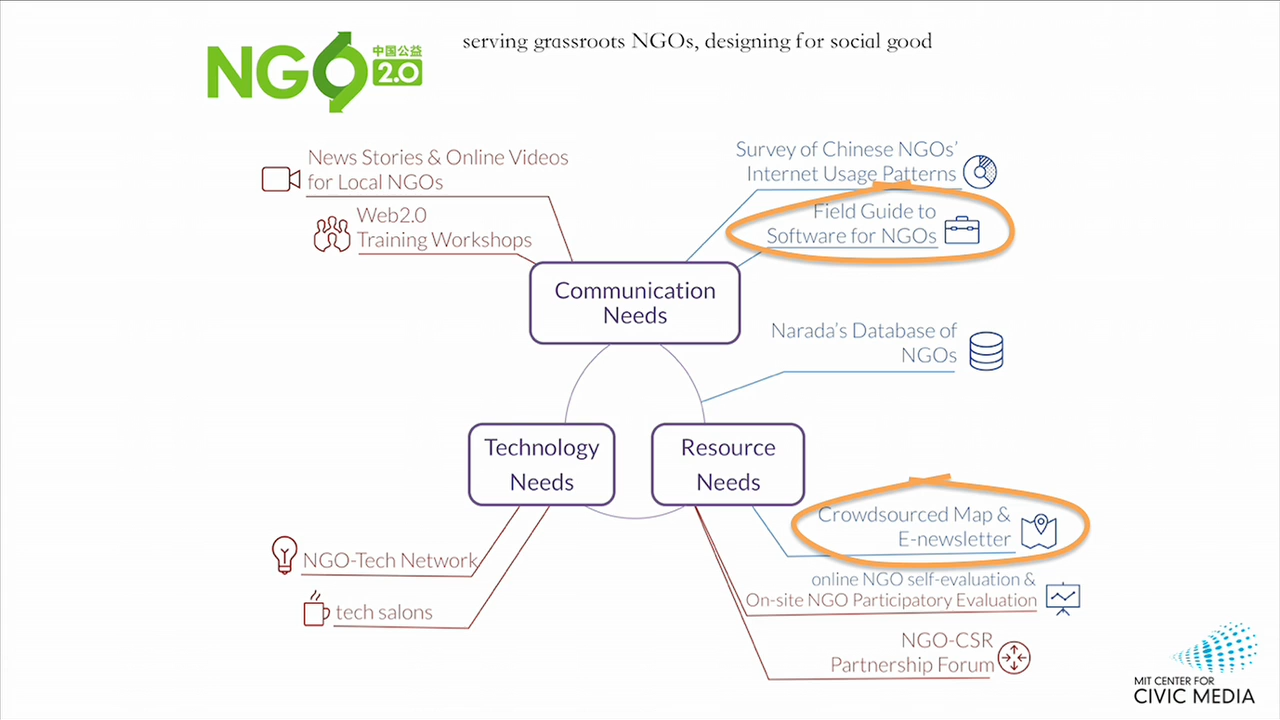 NGO 中国公益 2.0
serving grassroots NGOs, designing for social good
News Stories & Online Videos
for Local NGOs
Web2.0
Training Workshops
Survey of Chinese NGOs’
Internet Usage Patterns
Field Guide to
Software for NGOs
Communication
Needs
Narada’s Database of
NGOs
Technology
Needs
Resource
Needs
Crowdsourced Map &
E-newsletter
NGO-Tech Network
tech salons
online NGO self-evaluation &
On-site NGO Participatory Evaluation
NGO-CSR
Partnership Forum
MIT CENTER FOR
CIVIC MEDIA